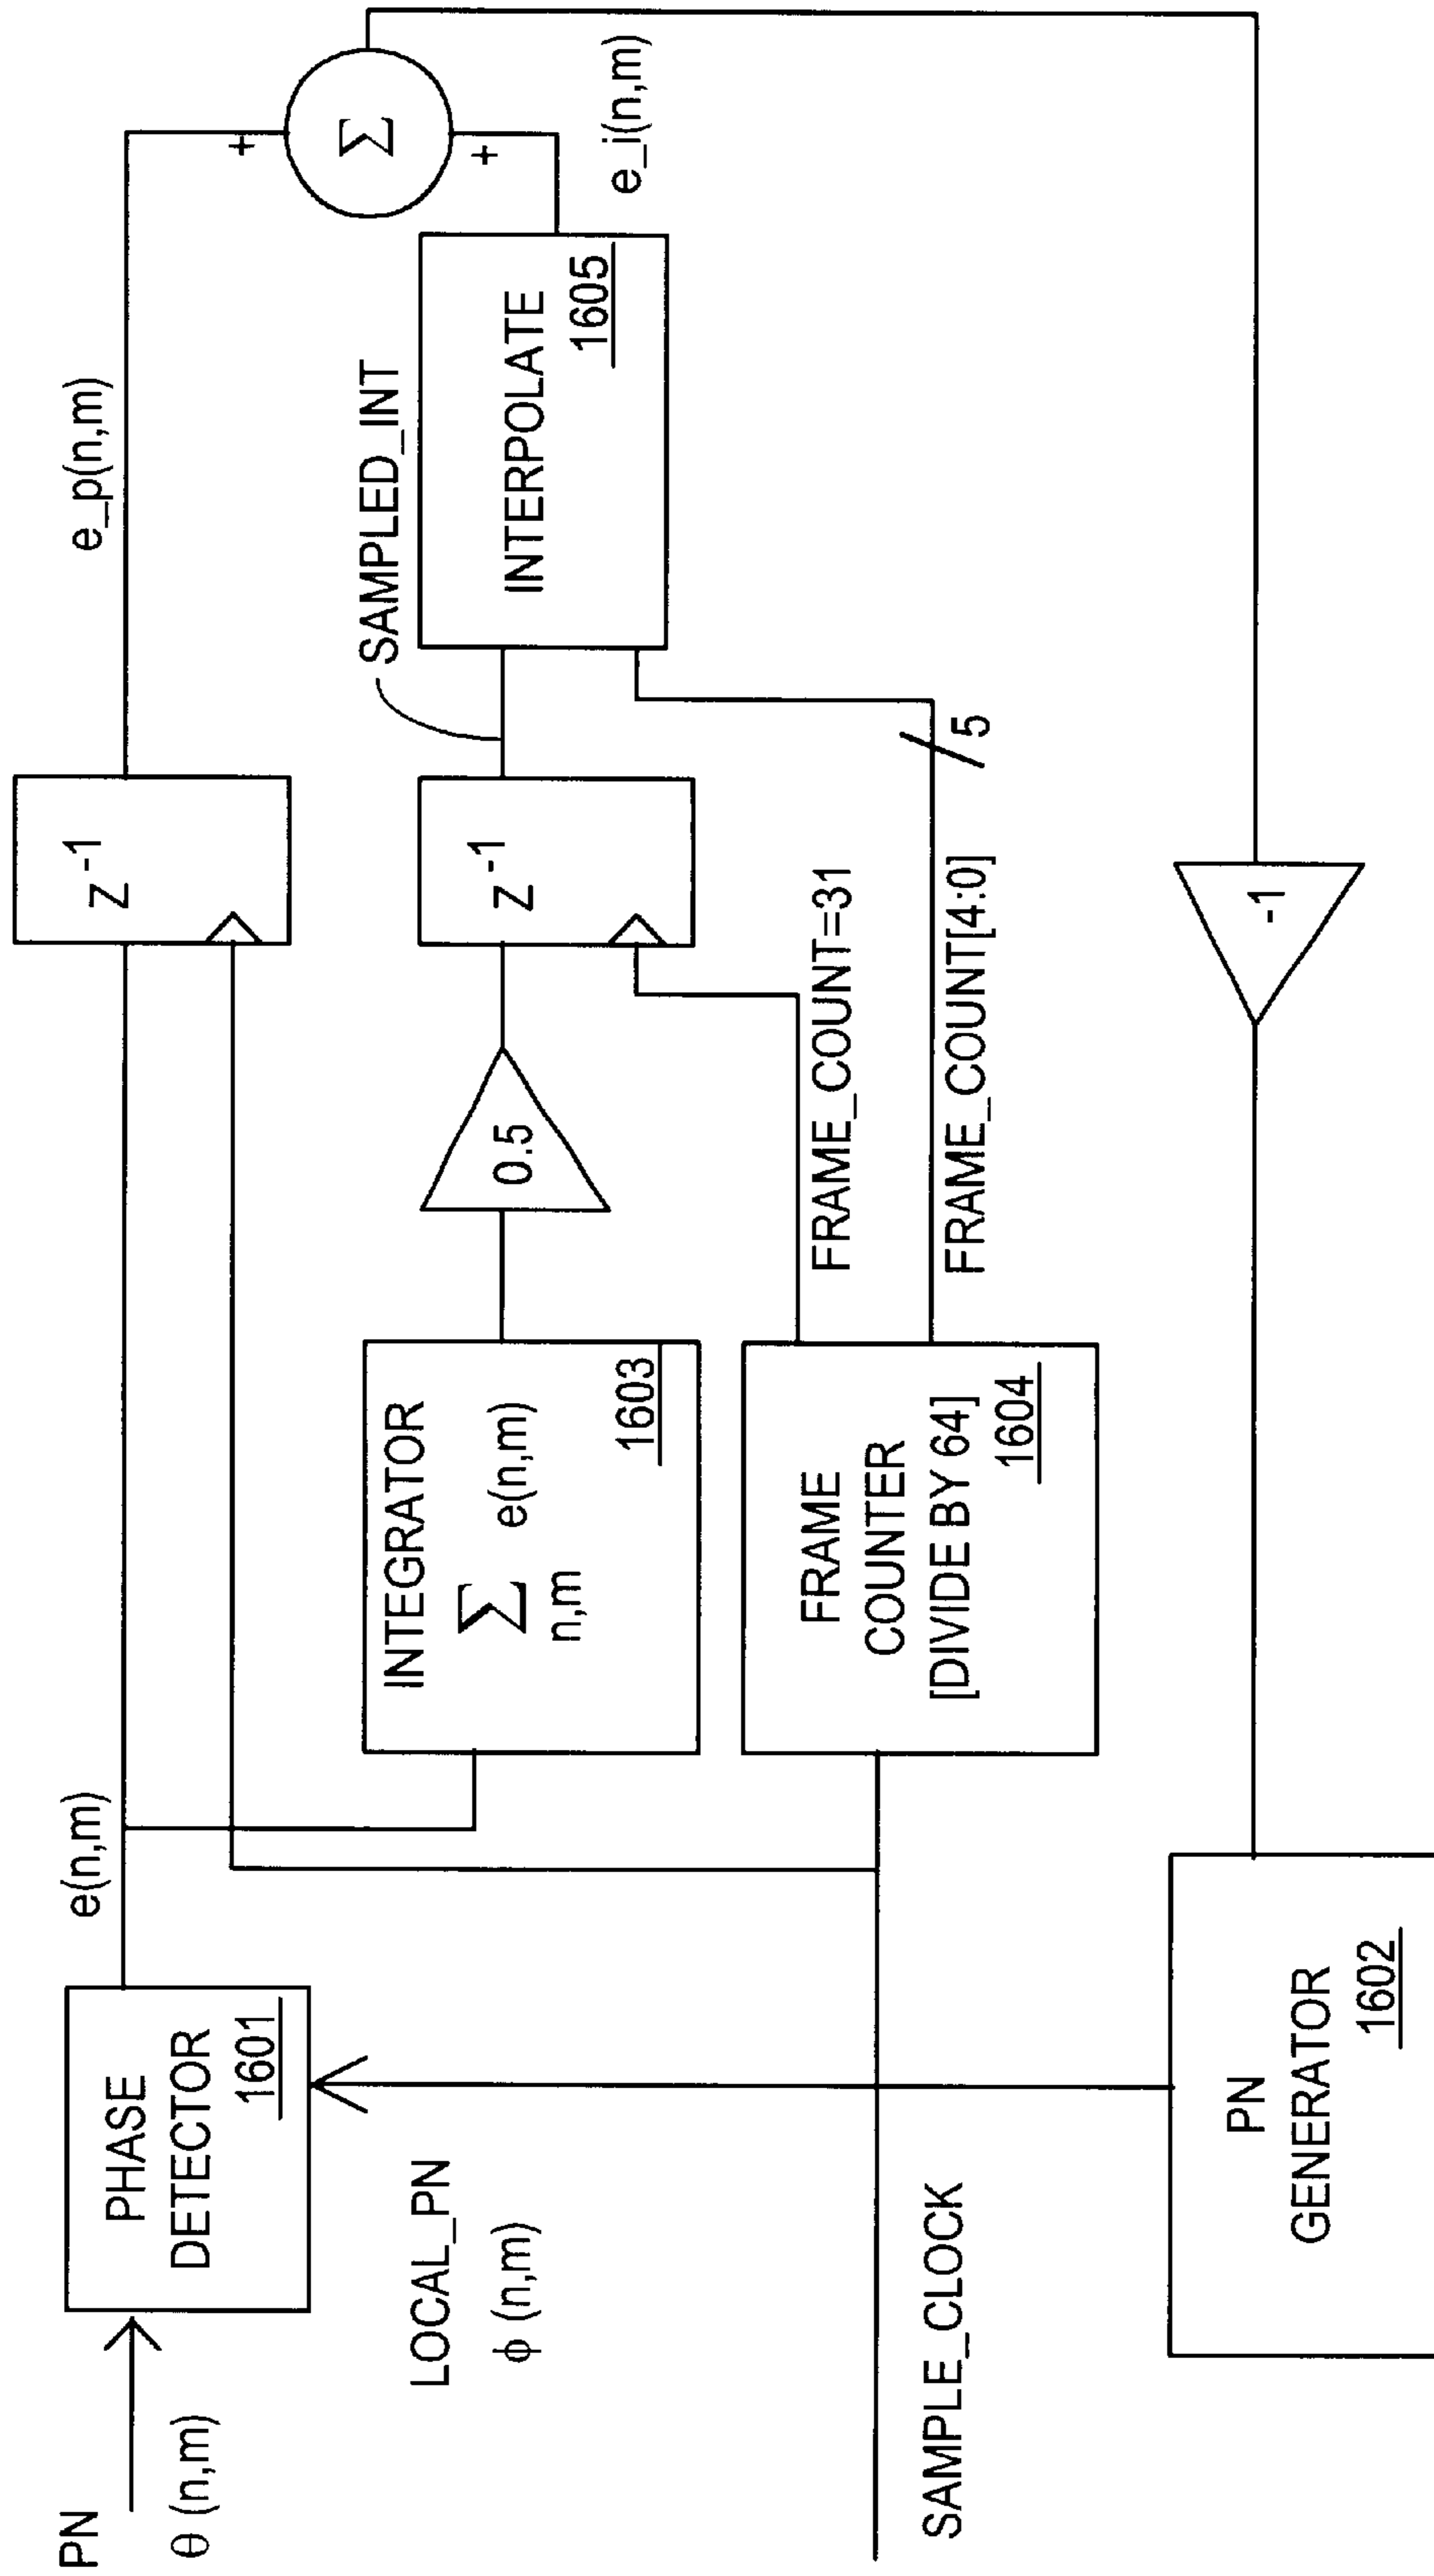 PN
θ (n,m)
PHASE
DETECTOR
1601
e(n,m)
z-1
e_p(n,m)
+
Σ
+
e_i(n,m)
LOCAL_PN
ϕ (n,m)
INTEGRATOR
Σ e(n,m)
n,m
1603
0.5
z-1
SAMPLED_INT
INTERPOLATE
1605
SAMPLE_CLOCK
FRAME
COUNTER
[DIVIDE BY 64]
1604
FRAME_COUNT=31
FRAME_COUNT[4:0]
5
PN
GENERATOR
1602
-1